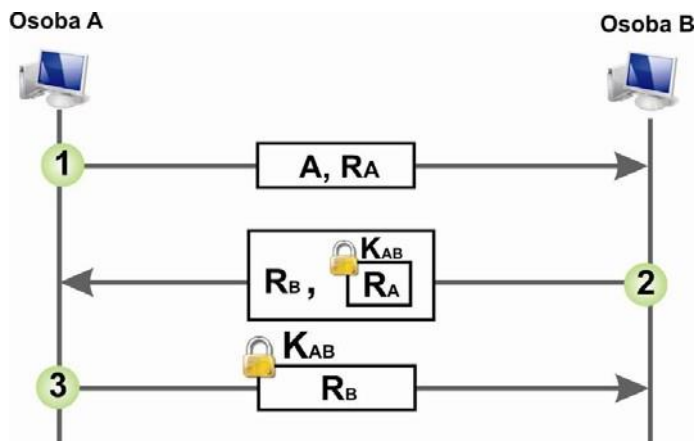 Osoba A
Osoba B
1
A, RA
KAB
RB , RA
2
KAB
3
RB